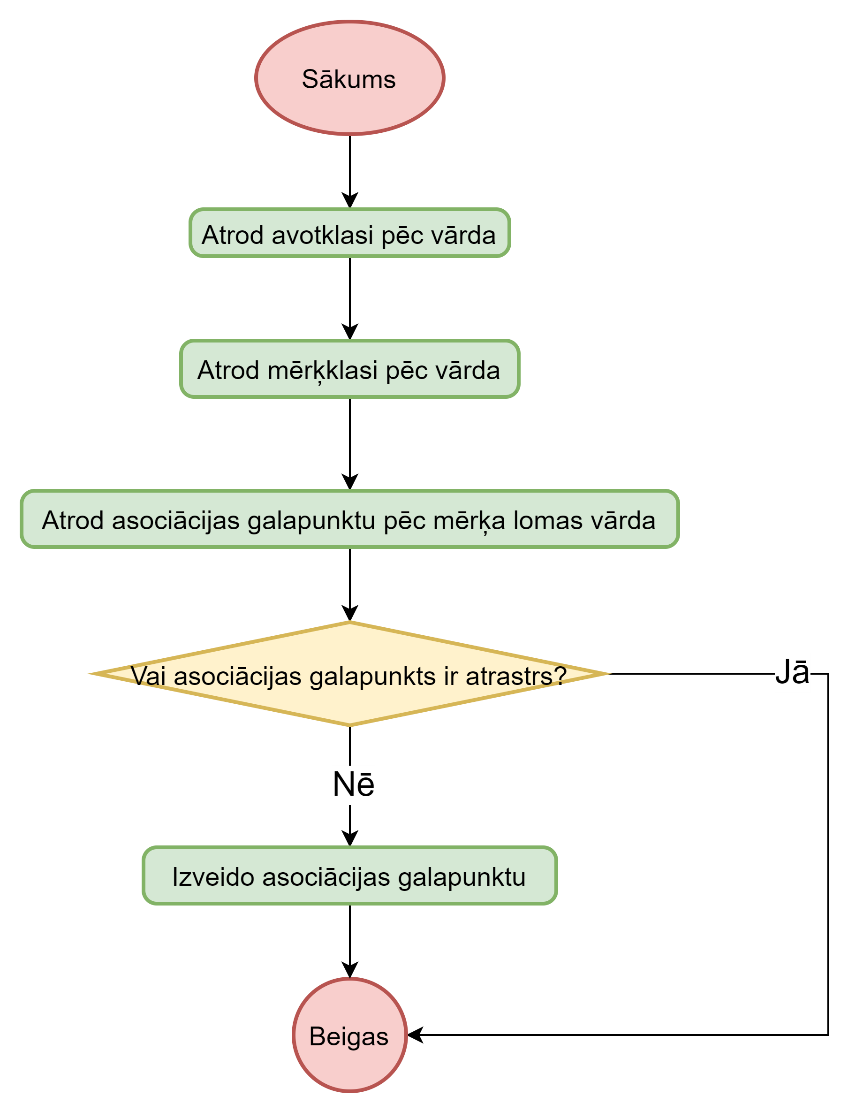 Sākums
Atrod avotklasi pēc vārda
Atrod mērķklasi pēc vārda
Atrod asociācijas galapunktu pēc mērķa lomas vārda
Vai asociācijas galapunkts ir atrastrs?
Jā
Nē
Izveido asociācijas galapunktu
Beigas